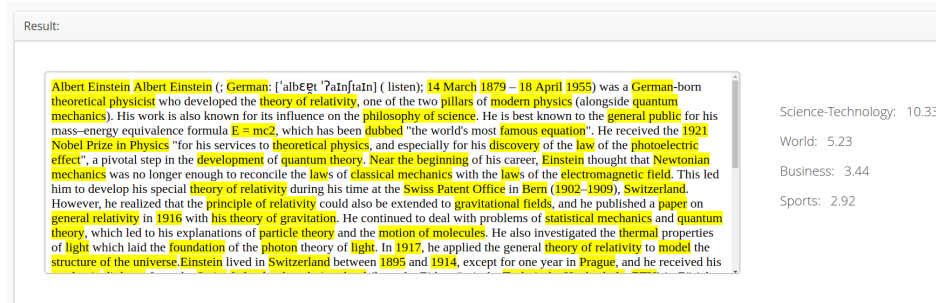 Result:
Albert Einstein Albert Einstein (; German: [ˈalbɛɐ̯t ˈʔaɪnʃtaɪn] ( listen); 14 March 1879 – 18 April 1955) was a German-born
theoretical physicist who developed the theory of relativity, one of the two pillars of modern physics (alongside quantum
mechanics). His work is also known for its influence on the philosophy of science. He is best known to the general public for his
mass–energy equivalence formula E = mc2, which has been dubbed "the world's most famous equation". He received the 1921
Nobel Prize in Physics "for his services to theoretical physics, and especially for his discovery of the law of the photoelectric
effect", a pivotal step in the development of quantum theory. Near the beginning of his career, Einstein thought that Newtonian
mechanics was no longer enough to reconcile the laws of classical mechanics with the laws of the electromagnetic field. This led
him to develop his special theory of relativity during his time at the Swiss Patent Office in Bern (1902–1909), Switzerland.
However, he realized that the principle of relativity could also be extended to gravitational fields, and he published a paper on
general relativity in 1916 with his theory of gravitation. He continued to deal with problems of statistical mechanics and quantum
theory, which led to his explanations of particle theory and the motion of molecules. He also investigated the thermal properties
of light which laid the foundation of the photon theory of light. In 1917, he applied the general theory of relativity to model the
structure of the universe.Einstein lived in Switzerland between 1895 and 1914, except for one year in Prague, and he received his
Science-Technology: 10.33
World: 5.23
Business: 3.44
Sports: 2.92